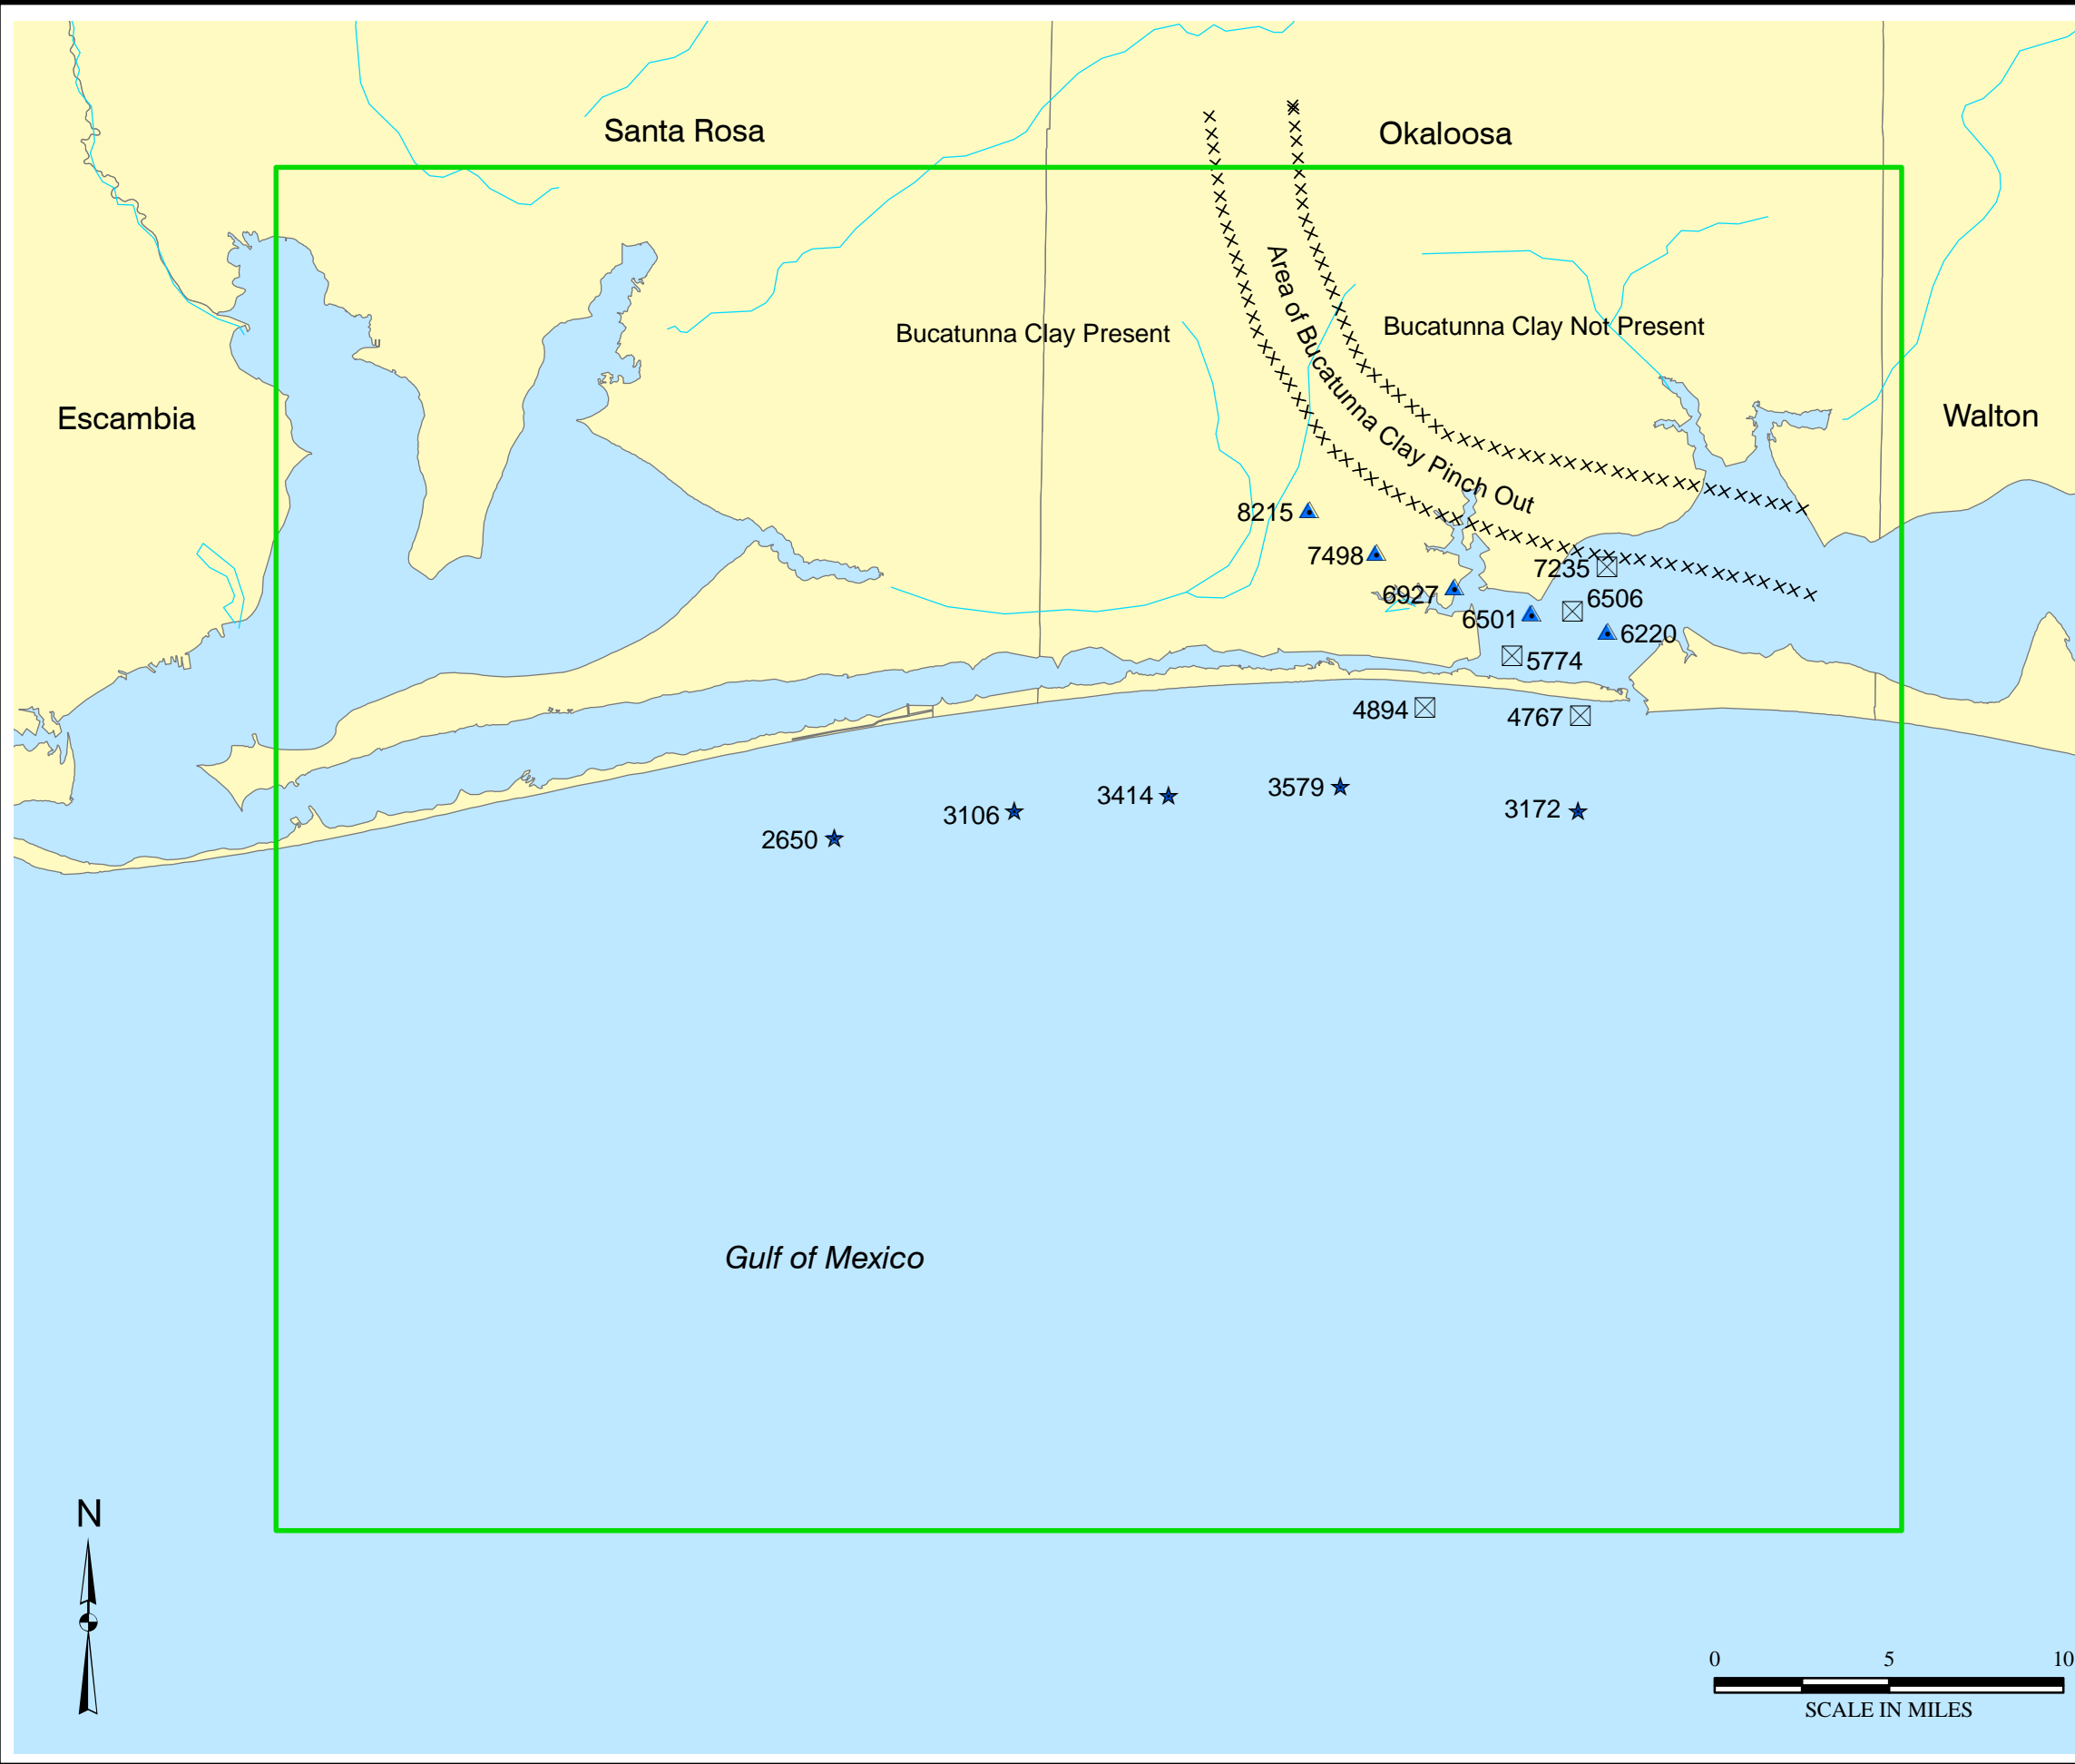 Santa Rosa
Okaloosa
Area of Bucatunna Clay Pinch Out
Bucatunna Clay Present
Bucatunna Clay Not Present
Escambia
Walton
8215
7498
7235
6927
6506
6501
6220
5774
4894
4767
3579
3414
3106
3172
2650
Gulf of Mexico
N
0 5 10
SCALE IN MILES